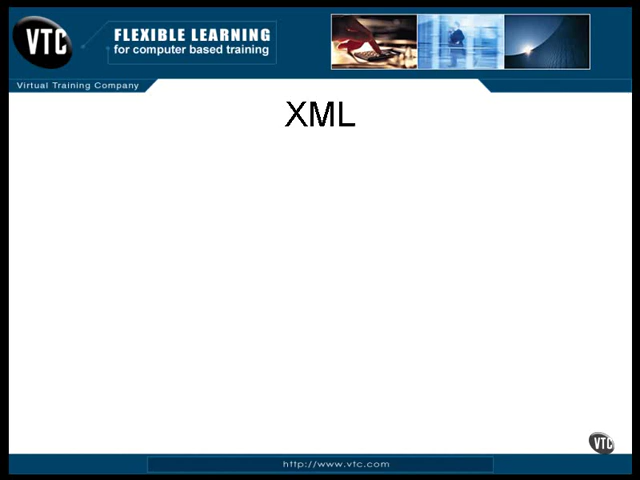 VTC
FLEXIBLE LEARNING
for computer based training
Virtual Training Company
XML
VTC
http://www.vtc.com